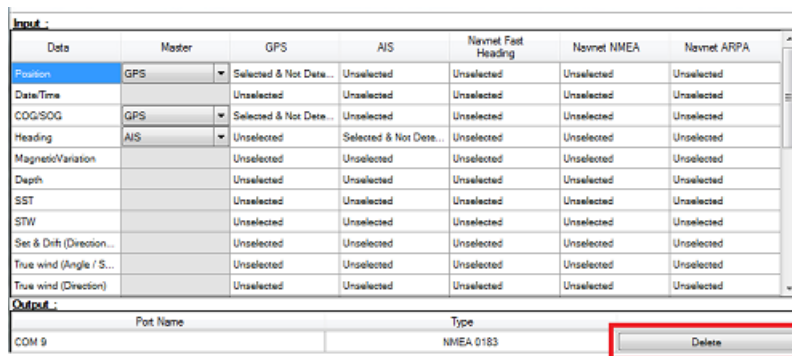 Input :
Data Master GPS AIS Navnet Fast Heading Navnet NMEA Navnet ARPA
Position GPS Selected & Not Dete... Unselected Unselected Unselected Unselected
Date/Time Unselected Unselected Unselected Unselected Unselected
COG/SOG GPS Selected & Not Dete... Unselected Unselected Unselected Unselected
Heading AIS Unselected Selected & Not Dete... Unselected Unselected Unselected
MagneticVariation Unselected Unselected Unselected Unselected Unselected
Depth Unselected Unselected Unselected Unselected Unselected
SST Unselected Unselected Unselected Unselected Unselected
STW Unselected Unselected Unselected Unselected Unselected
Set & Drift (Direction... Unselected Unselected Unselected Unselected Unselected
True wind (Angle / S... Unselected Unselected Unselected Unselected Unselected
True wind (Direction) Unselected Unselected Unselected Unselected Unselected
Output :
Port Name Type
COM 9 NMEA 0183 Delete